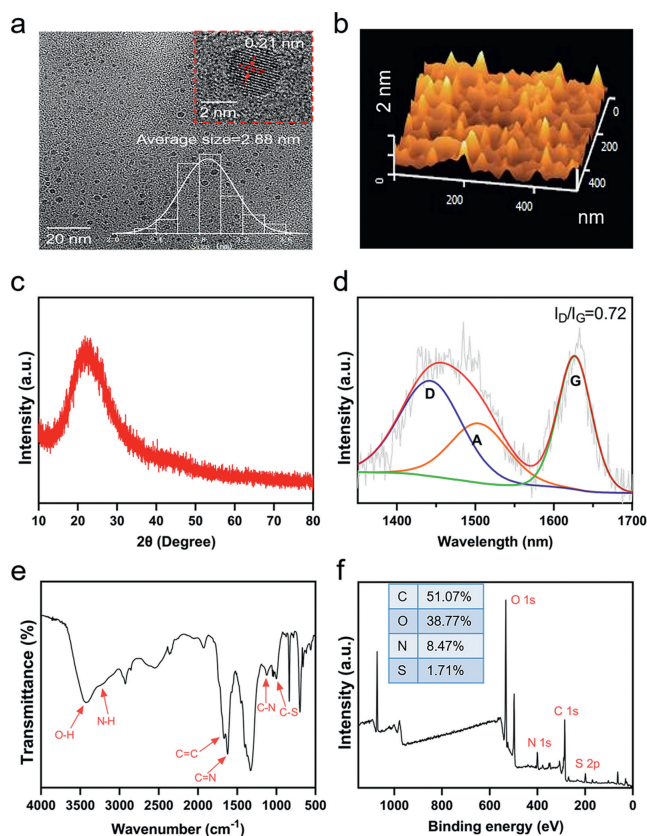 a
0.21 nm
2 nm
Average size=2.88 nm
20 nm
b
2 nm
0
0
200
400
200
400
nm
c
Intensity (a.u.)
10 20 30 40 50 60 70 80
2θ (Degree)
d
I_D/I_G=0.72
D
A
G
Intensity (a.u.)
1400 1500 1600 1700
Wavelength (nm)
e
Transmittance (%)
O-H
N-H
C=C
C=N
C-N
C-S
4000 3500 3000 2500 2000 1500 1000 500
Wavenumber (cm⁻¹)
f
C 51.07%
O 38.77%
N 8.47%
S 1.71%
O 1s
C 1s
N 1s
S 2p
Intensity (a.u.)
1000 800 600 400 200 0
Binding energy (eV)